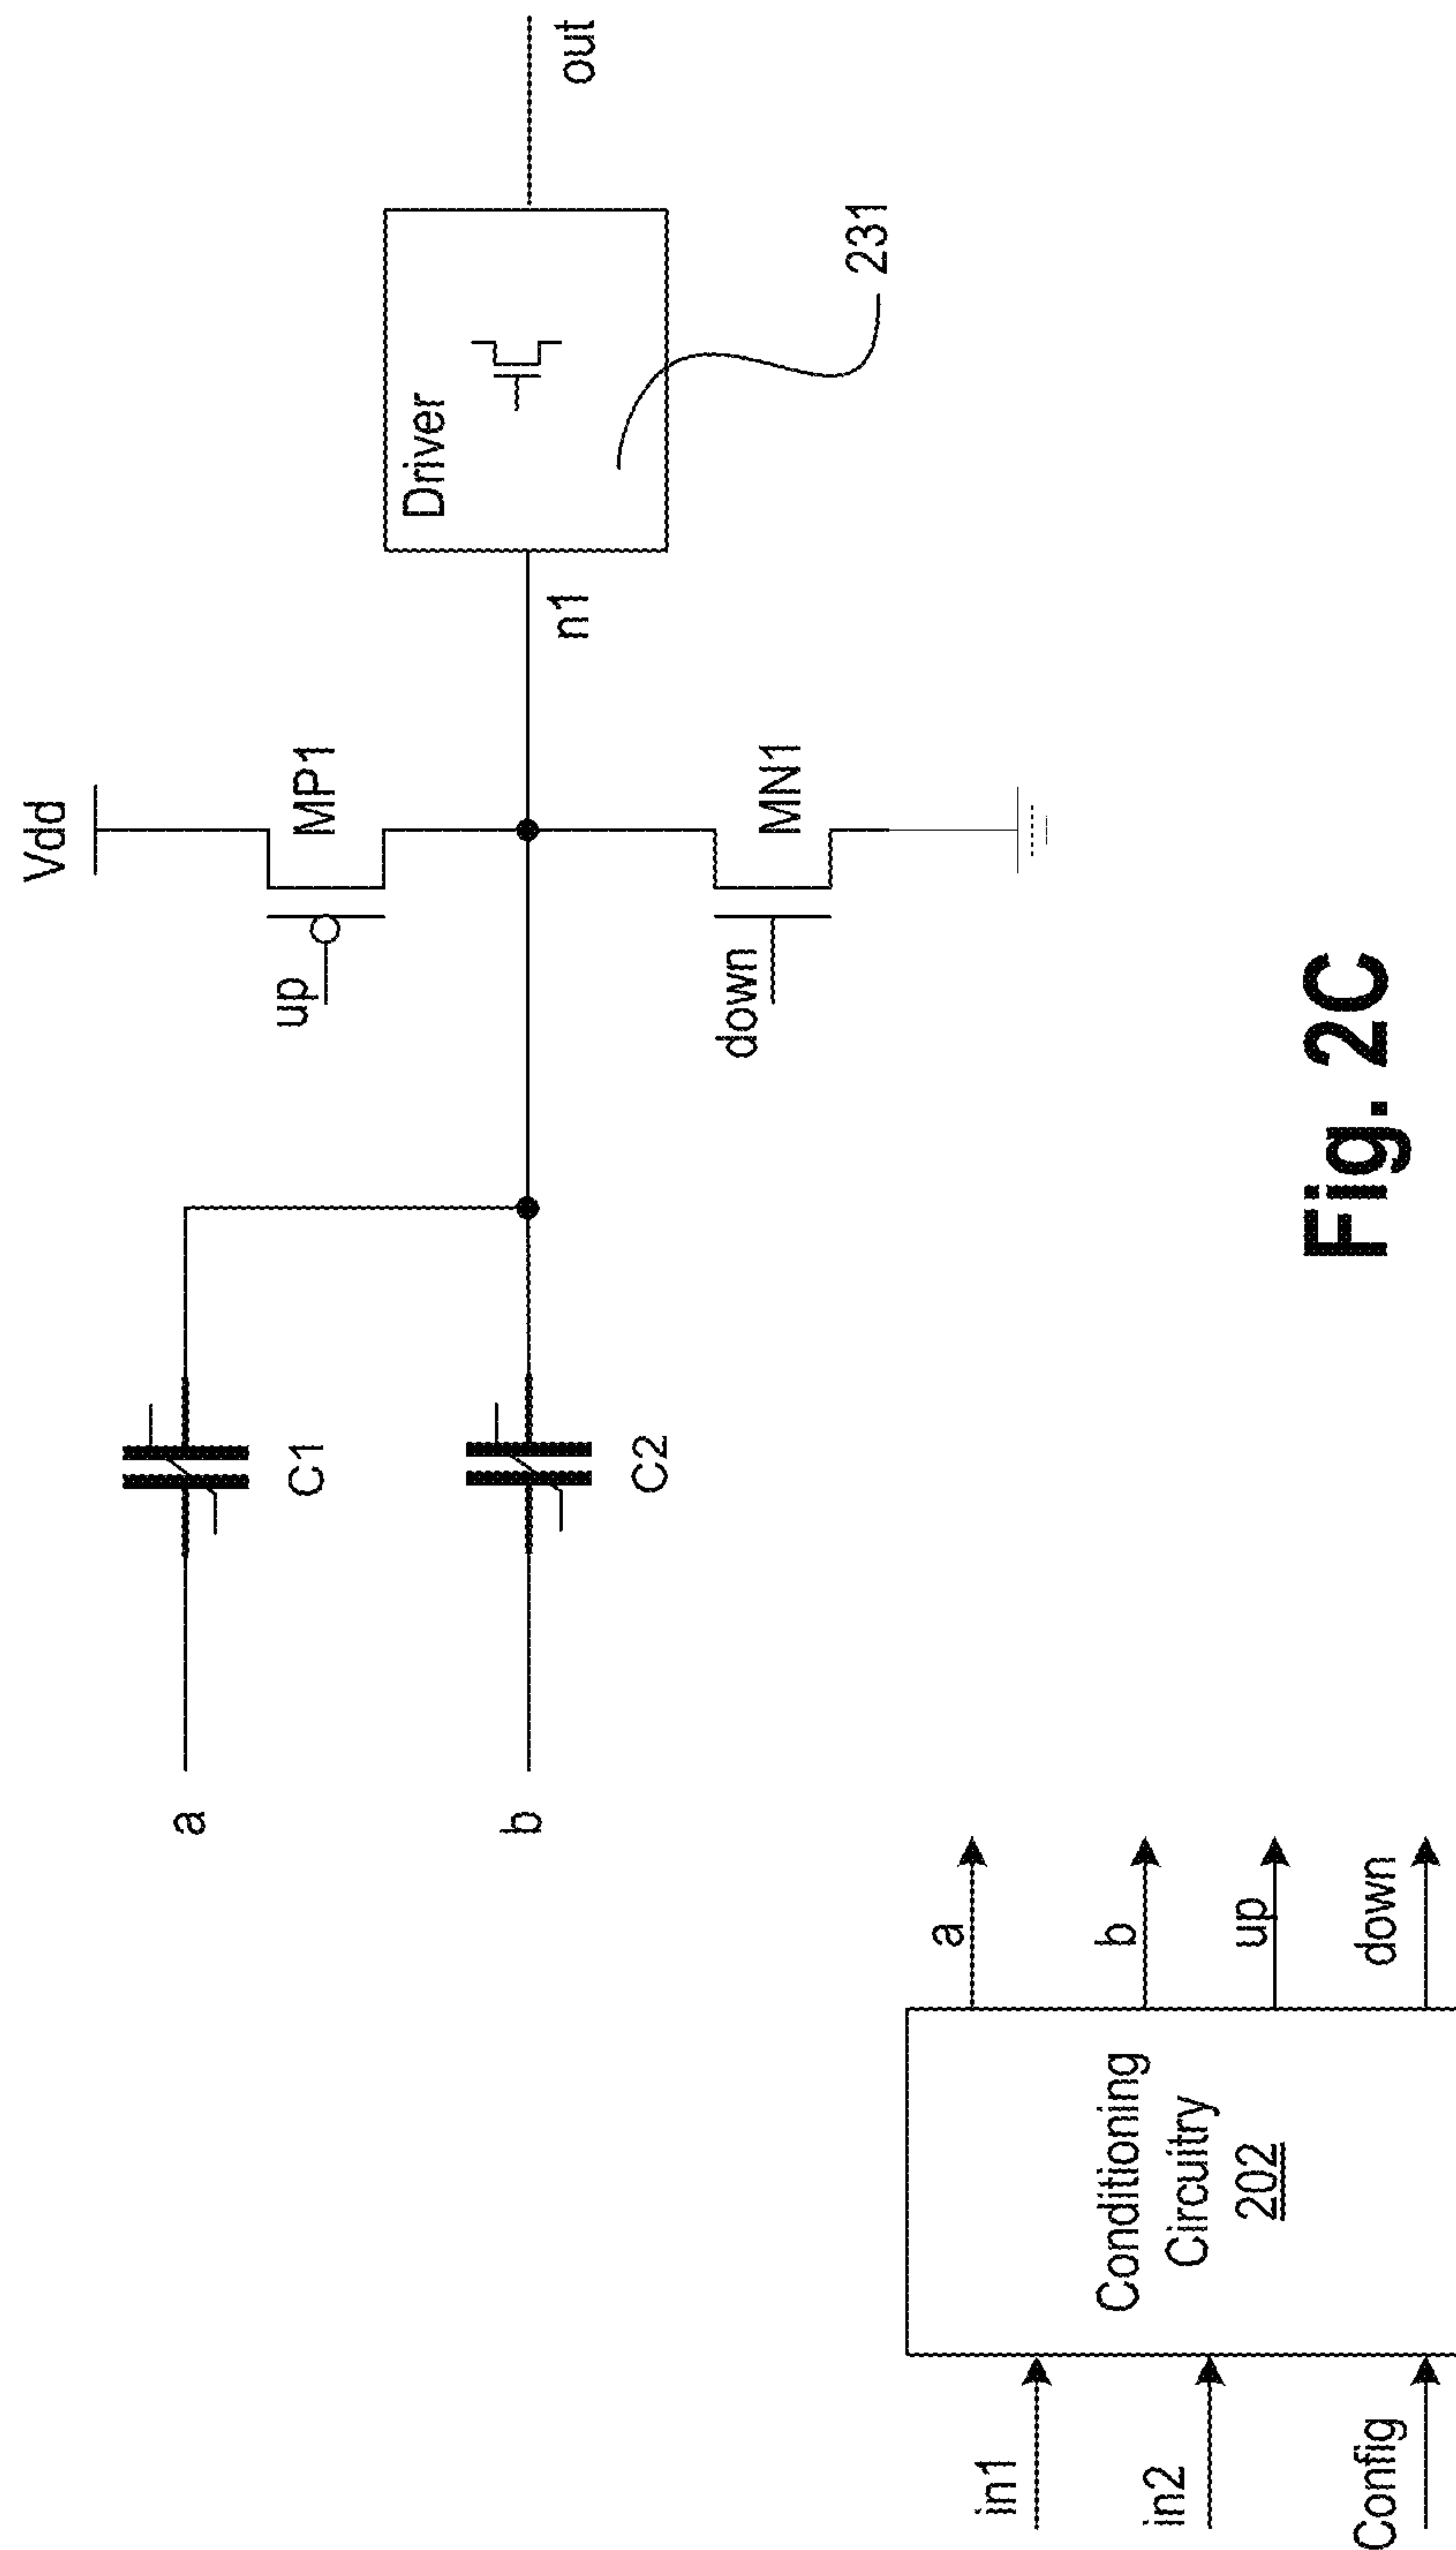 Vdd
MP1
up
a
C1
Driver
out
n1
b
C2
MN1
down
231
in1
in2
Config
Conditioning
Circuitry
202
a
b
up
down
Fig. 2C